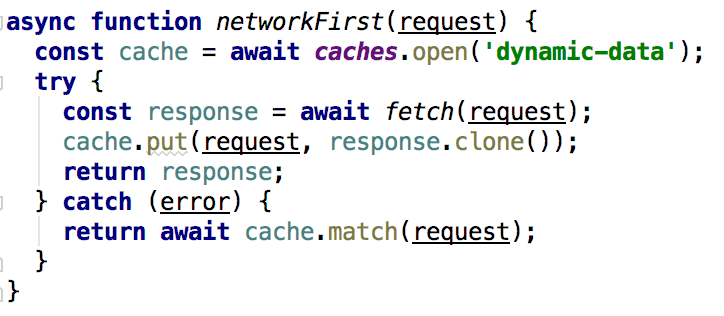 async function networkFirst(request) {
  const cache = await caches.open('dynamic-data');
  try {
    const response = await fetch(request);
    cache.put(request, response.clone());
    return response;
  } catch (error) {
    return await cache.match(request);
  }
}